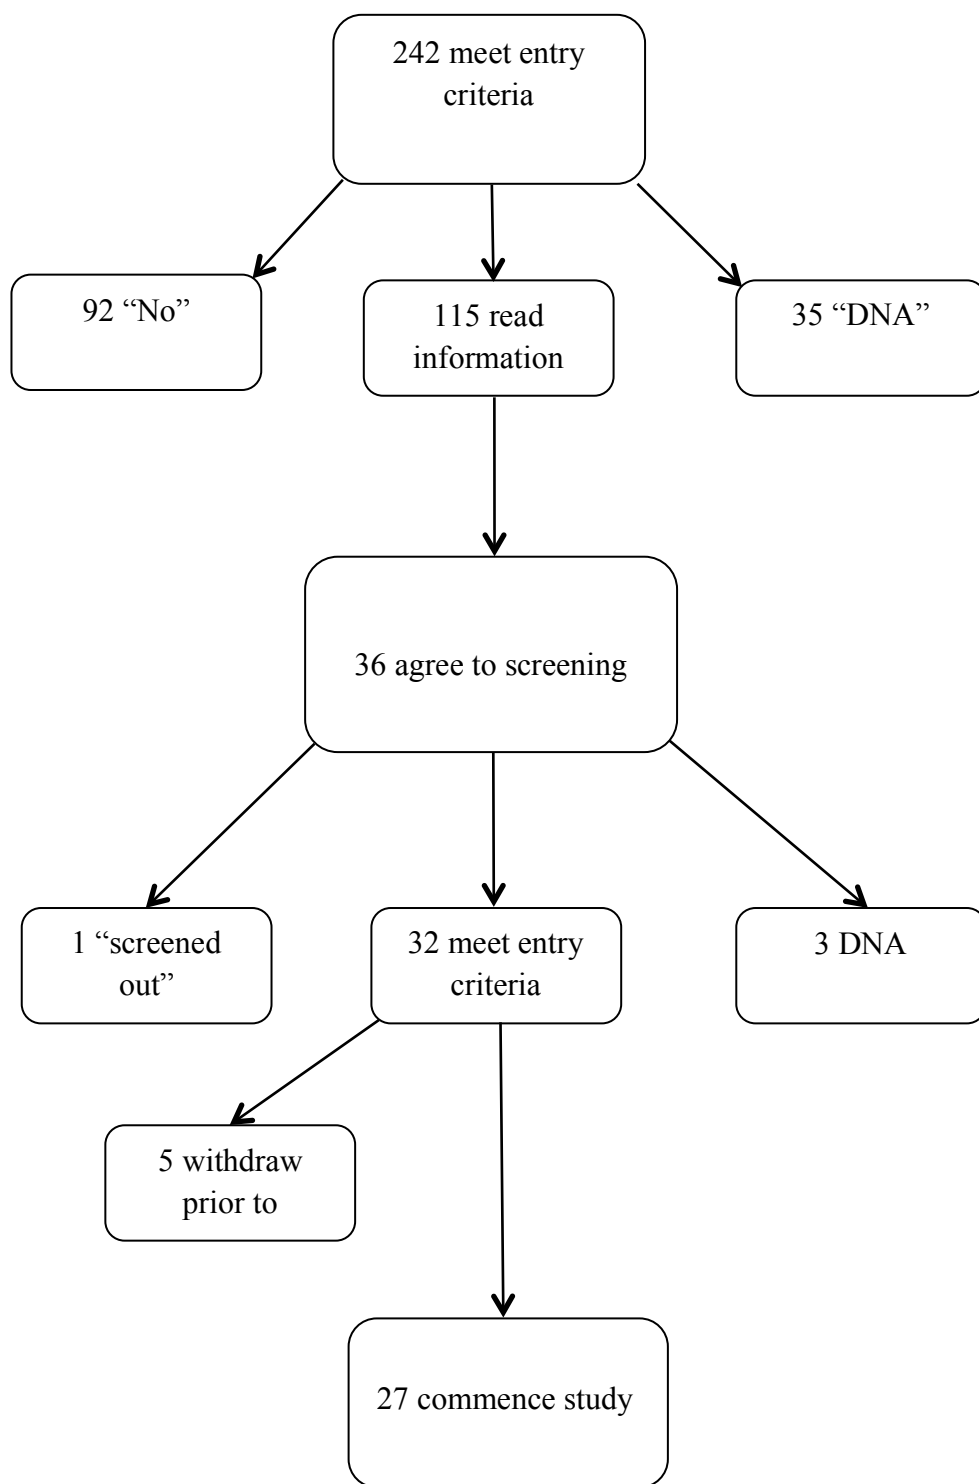 242 meet entry
criteria
92 “No”
115 read
information
35 “DNA”
36 agree to screening
1 “screened
out”
32 meet entry
criteria
3 DNA
5 withdraw
prior to
27 commence study